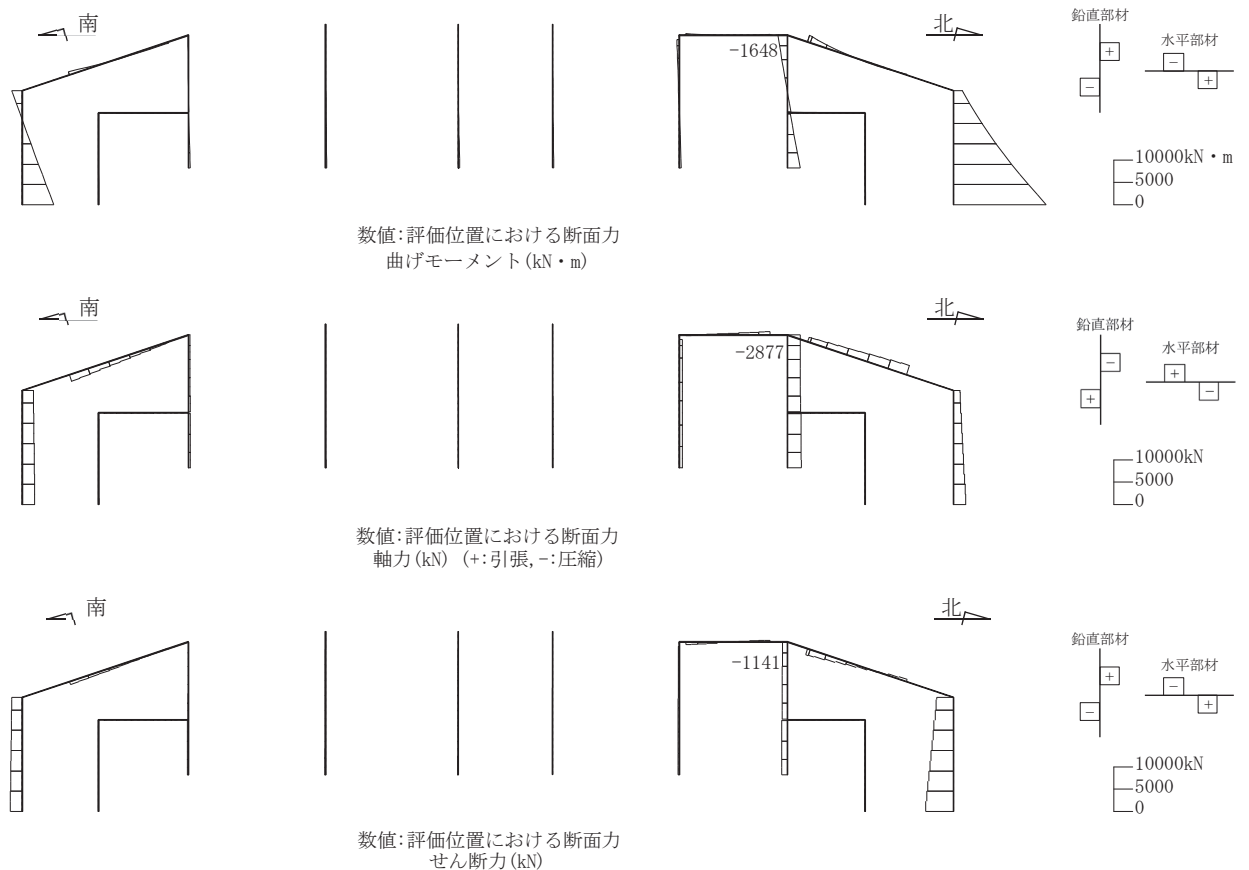 南
北
鉛直部材
水平部材
-1648
+
-
-
+
10000kN・m
5000
0
数値:評価位置における断面力
曲げモーメント(kN・m)
南
北
鉛直部材
水平部材
-2877
-
+
+
-
10000kN
5000
0
数値:評価位置における断面力
軸力(kN) (+:引張,-:圧縮)
南
北
鉛直部材
水平部材
-1141
+
-
-
+
10000kN
5000
0
数値:評価位置における断面力
せん断力(kN)